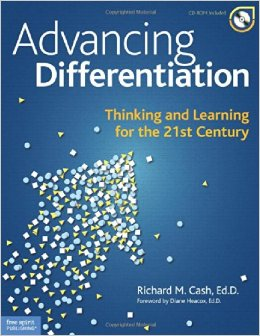 CD-ROM Included
Advancing
Differentiation
Thinking and Learning
for the 21st Century
Richard M. Cash, Ed.D.
Foreword by Diane Heacox, Ed.D.
free spirit
PUBLISHING®